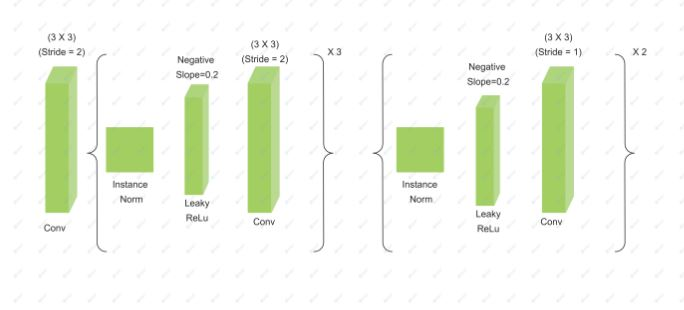 (3 X 3)
(Stride = 2)
Conv
Instance
Norm
Negative
Slope=0.2
Leaky
ReLu
(3 X 3)
(Stride = 2)
Conv
X 3
Instance
Norm
Negative
Slope=0.2
Leaky
ReLu
(3 X 3)
(Stride = 1)
Conv
X 2